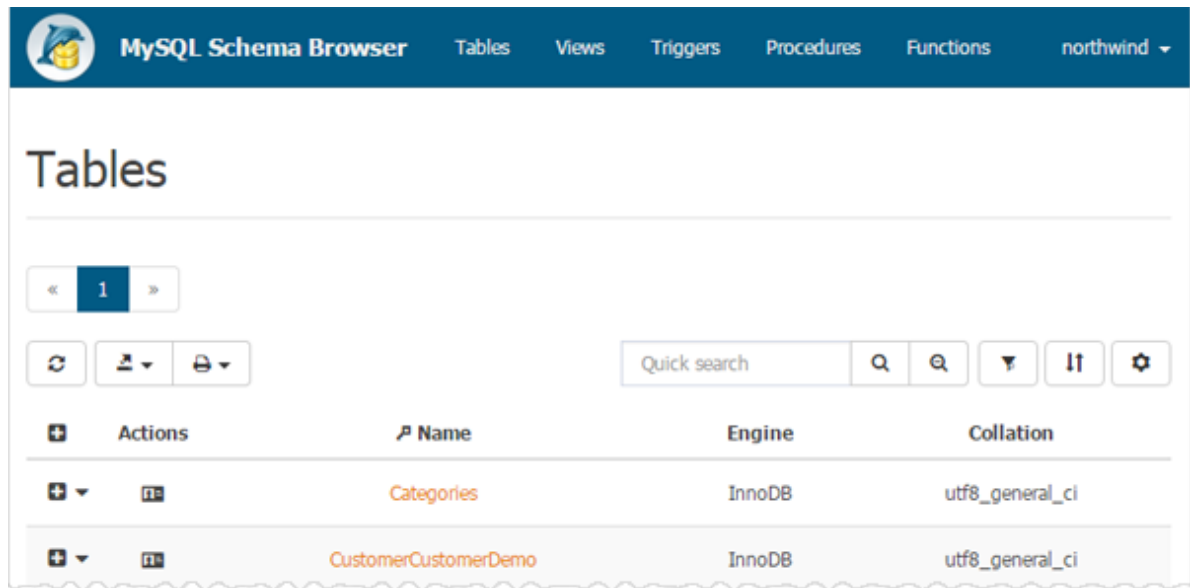 MySQL Schema Browser Tables Views Triggers Procedures Functions northwind
Tables
« 1 »
Quick search
Actions Name Engine Collation
Categories InnoDB utf8_general_ci
CustomerCustomerDemo InnoDB utf8_general_ci